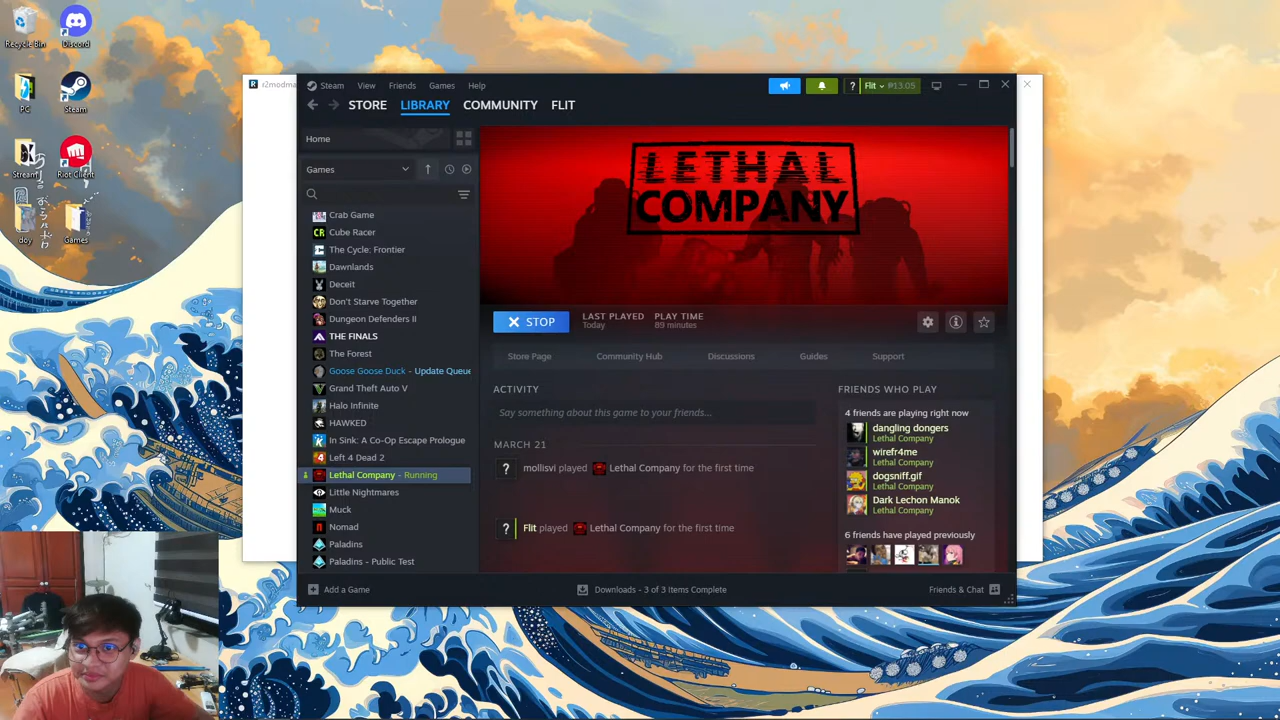 Recycle Bin
Discord
PC
Steam
Stream
Riot Client
doy
Games
r2modma
Steam
View
Friends
Games
Help
?
Flit
₱13.05
STORE
LIBRARY
COMMUNITY
FLIT
Home
Games
Crab Game
CR
Cube Racer
The Cycle: Frontier
Dawnlands
Deceit
Don't Starve Together
Dungeon Defenders II
THE FINALS
The Forest
Goose Goose Duck - Update Queue
Grand Theft Auto V
Halo Infinite
HAWKED
In Sink: A Co-Op Escape Prologue
Left 4 Dead 2
Lethal Company - Running
Little Nightmares
Muck
Nomad
Paladins
Paladins - Public Test
LETHAL
COMPANY
STOP
LAST PLAYED
Today
PLAY TIME
89 minutes
Store Page
Community Hub
Discussions
Guides
Support
ACTIVITY
Say something about this game to your friends...
MARCH 21
?
mollisvi played Lethal Company for the first time
?
Flit played Lethal Company for the first time
FRIENDS WHO PLAY
4 friends are playing right now
dangling dongers
Lethal Company
wirefr4me
Lethal Company
dogsniff.gif
Lethal Company
Dark Lechon Manok
Lethal Company
6 friends have played previously
Add a Game
Downloads - 3 of 3 Items Complete
Friends & Chat